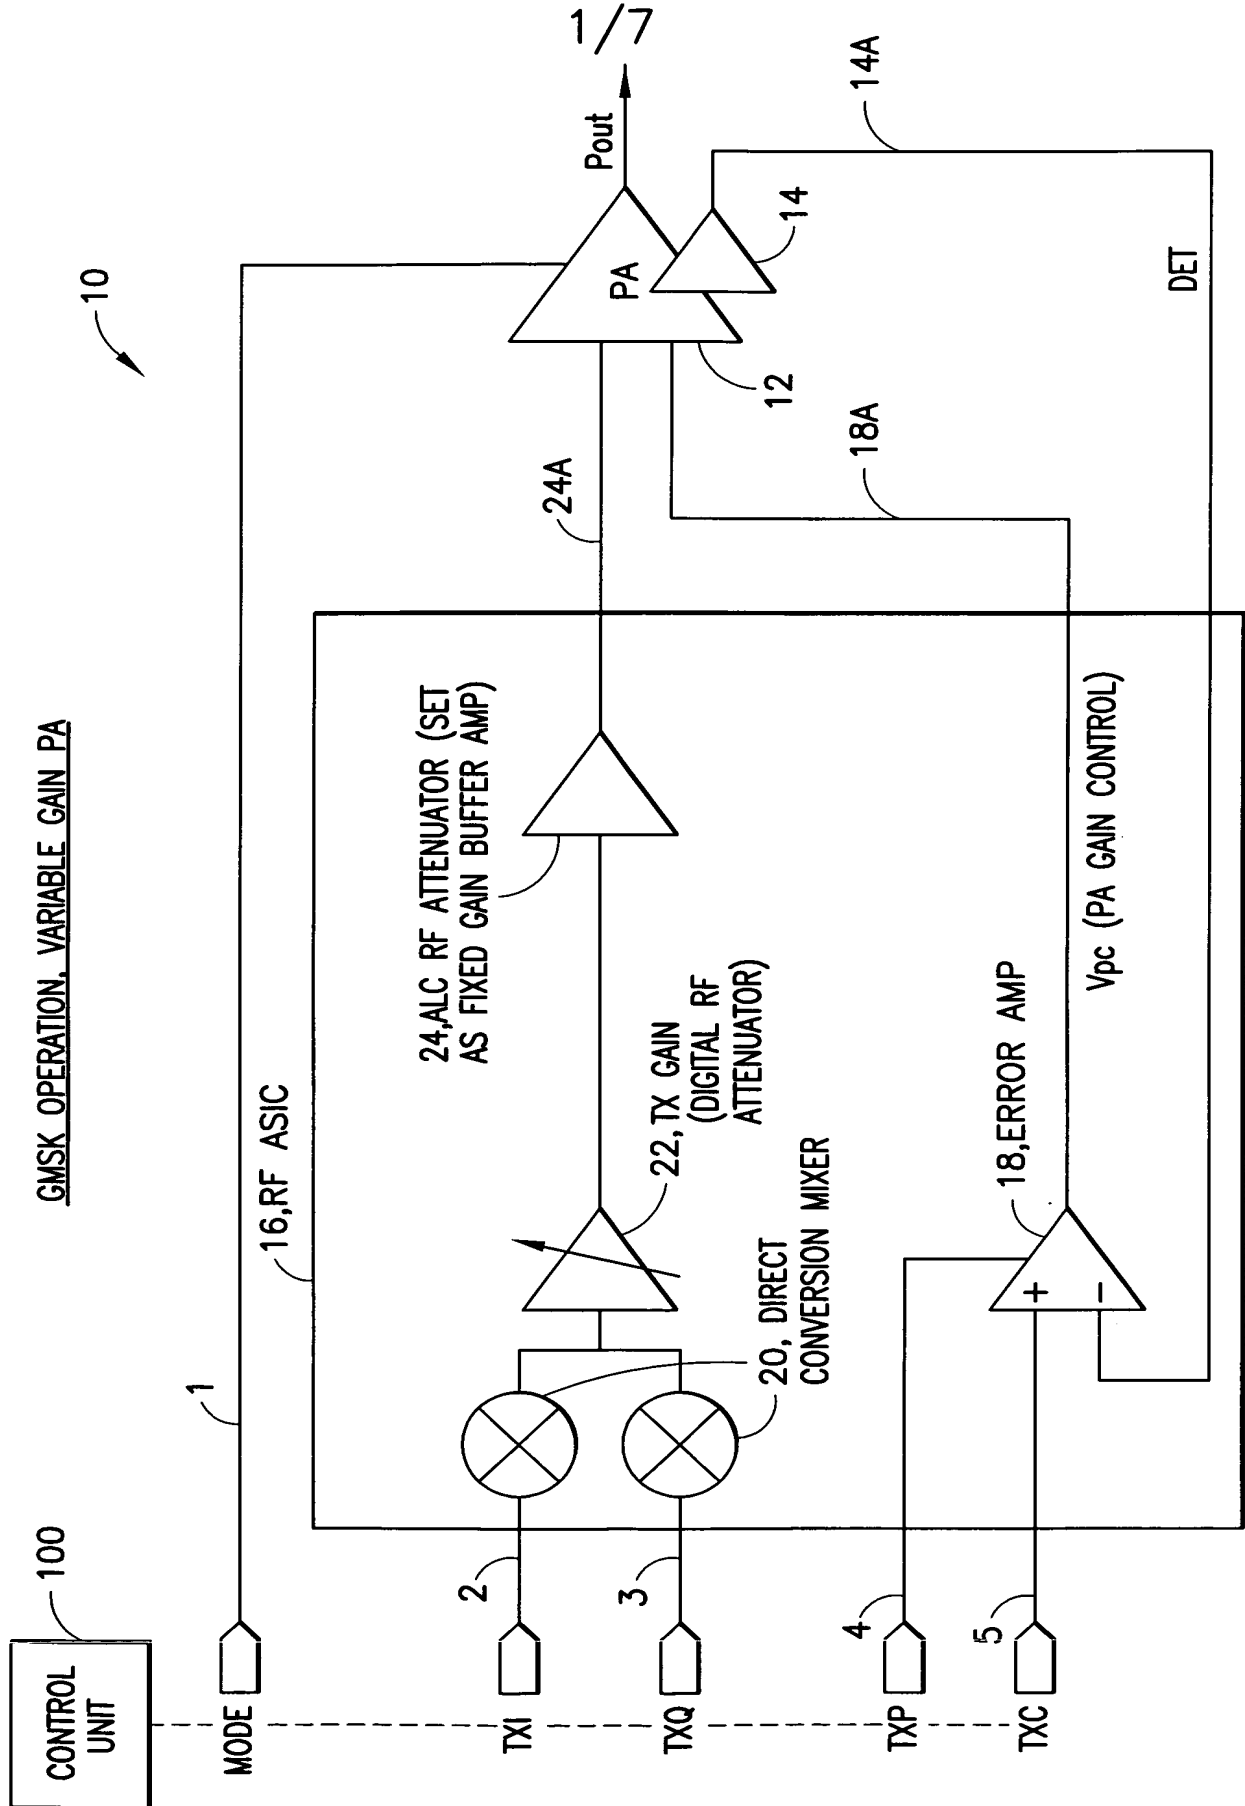 1/7
GMSK OPERATION, VARIABLE GAIN PA
10
CONTROL
UNIT
100
MODE
1
16,RF ASIC
TXI
2
TXQ
3
20, DIRECT
CONVERSION MIXER
22,TX GAIN
(DIGITAL RF
ATTENUATOR)
24,ALC RF ATTENUATOR (SET
AS FIXED GAIN BUFFER AMP)
24A
PA
Pout
12
14
14A
TXP
4
TXC
5
+
−
18,ERROR AMP
Vpc (PA GAIN CONTROL)
18A
DET